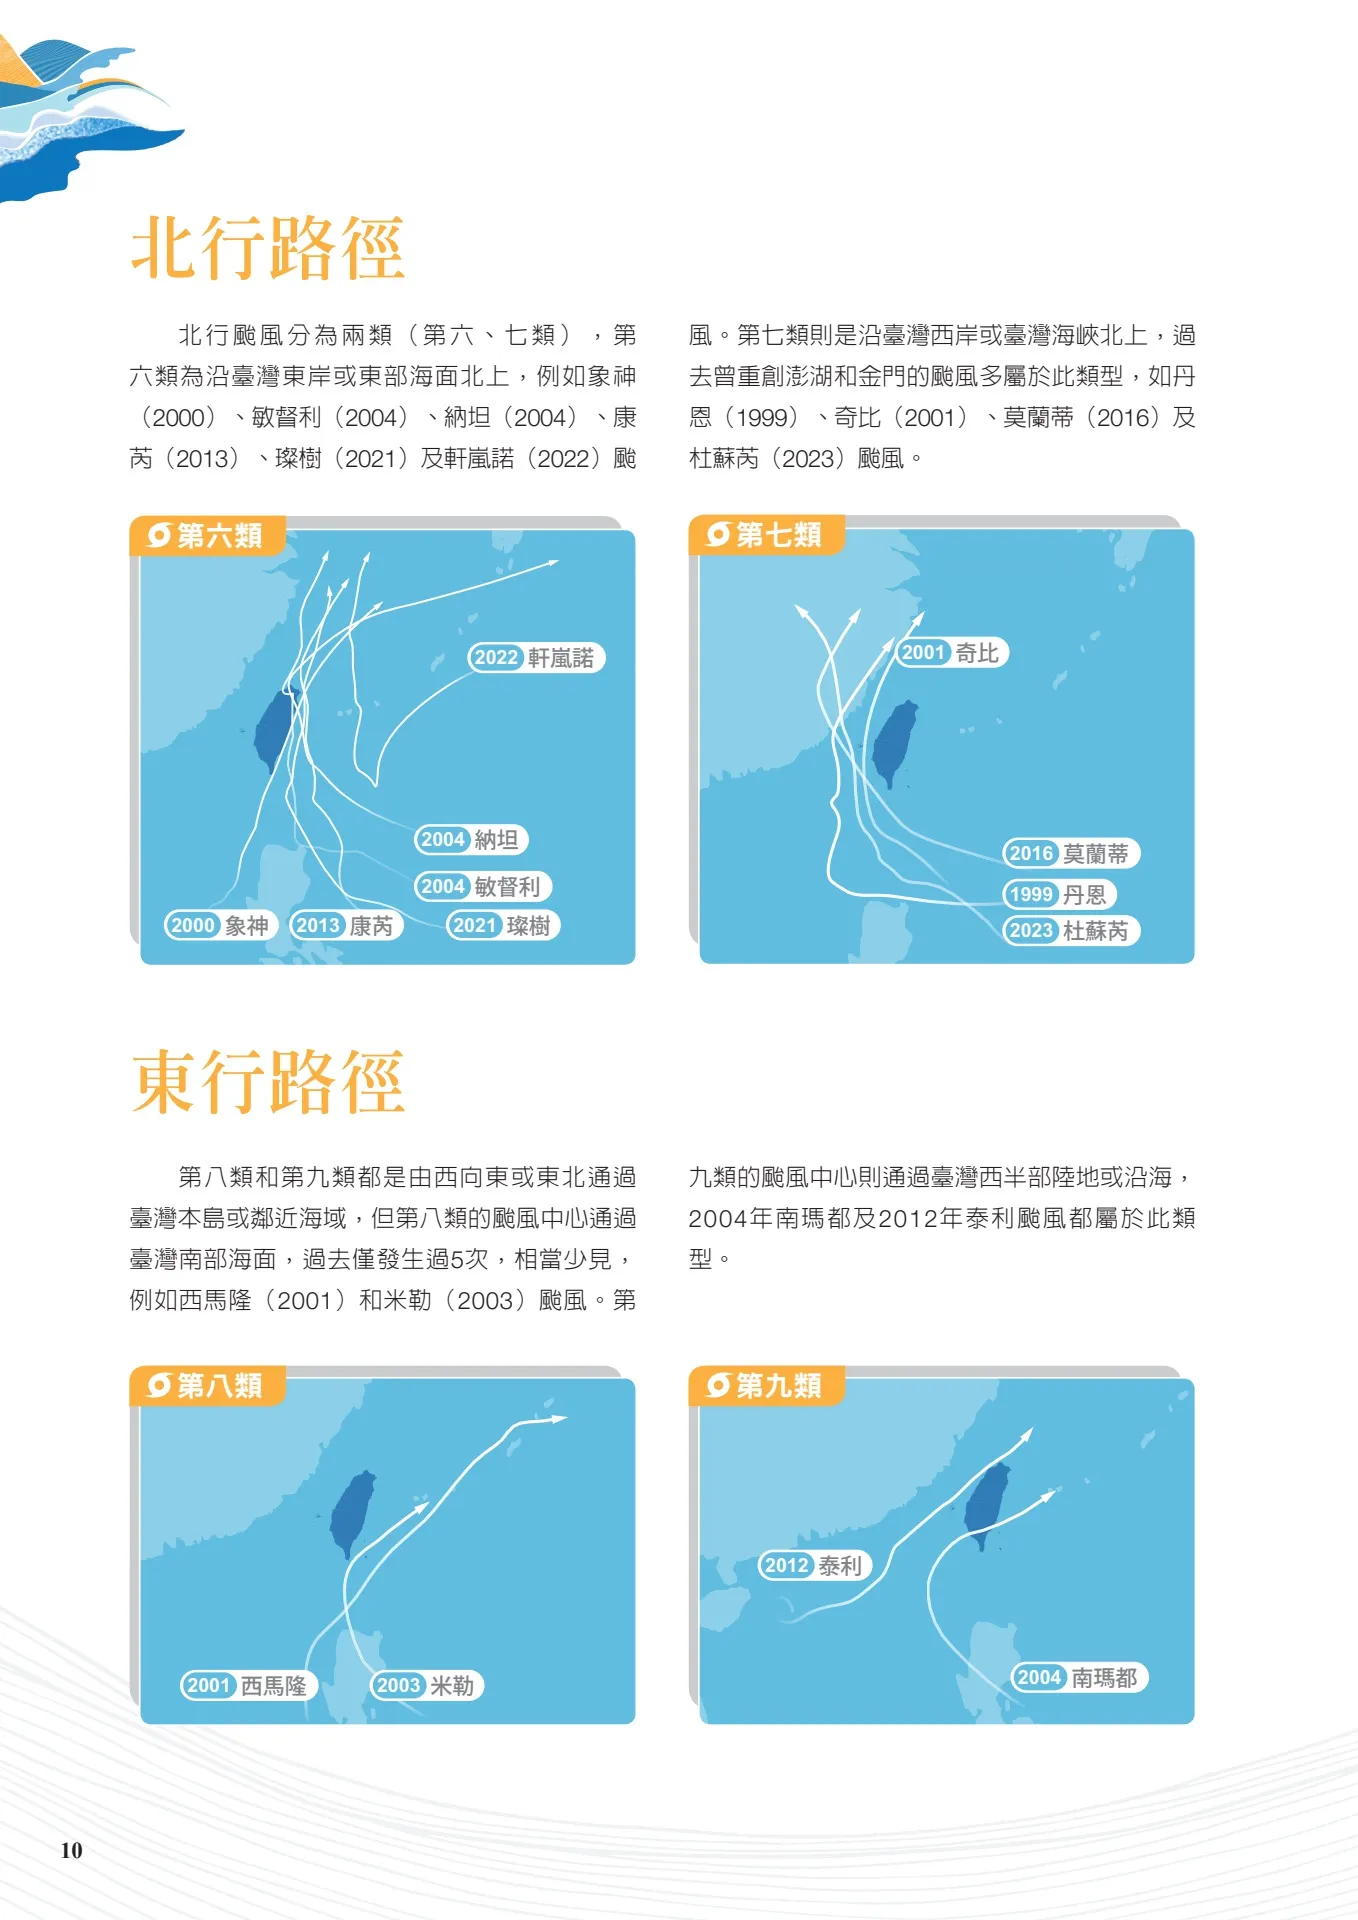 北行路徑
北行颱風分為兩類（第六、七類），第
六類為沿臺灣東岸或東部海面北上，例如象神
（2000）、敏督利（2004）、納坦（2004）、康
芮（2013）、璨樹（2021）及軒嵐諾（2022）颱
風。第七類則是沿臺灣西岸或臺灣海峽北上，過
去曾重創澎湖和金門的颱風多屬於此類型，如丹
恩（1999）、奇比（2001）、莫蘭蒂（2016）及
杜蘇芮（2023）颱風。
第六類
2022 軒嵐諾
2004 納坦
2004 敏督利
2000 象神
2013 康芮
2021 璨樹
第七類
2001 奇比
2016 莫蘭蒂
1999 丹恩
2023 杜蘇芮
東行路徑
第八類和第九類都是由西向東或東北通過
臺灣本島或鄰近海域，但第八類的颱風中心通過
臺灣南部海面，過去僅發生過5次，相當少見，
例如西馬隆（2001）和米勒（2003）颱風。第
九類的颱風中心則通過臺灣西半部陸地或沿海，
2004年南瑪都及2012年泰利颱風都屬於此類
型。
第八類
2001 西馬隆
2003 米勒
第九類
2012 泰利
2004 南瑪都
10